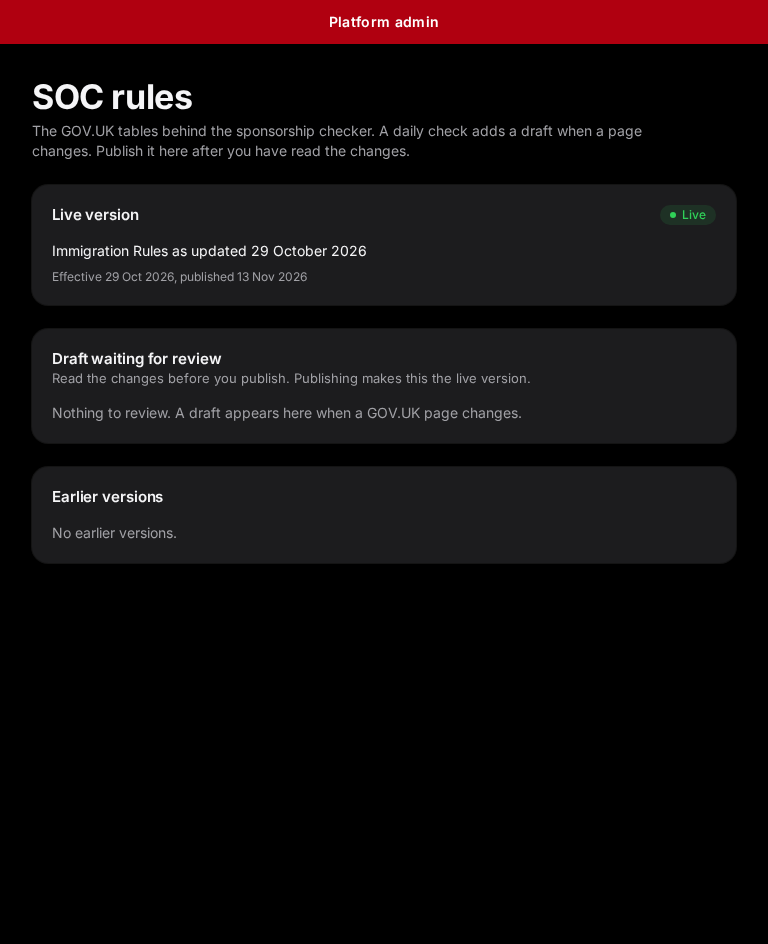 Platform admin
SOC rules
The GOV.UK tables behind the sponsorship checker. A daily check adds a draft when a page
changes. Publish it here after you have read the changes.
Live version
Live
Immigration Rules as updated 29 October 2026
Effective 29 Oct 2026, published 13 Nov 2026
Draft waiting for review
Read the changes before you publish. Publishing makes this the live version.
Nothing to review. A draft appears here when a GOV.UK page changes.
Earlier versions
No earlier versions.